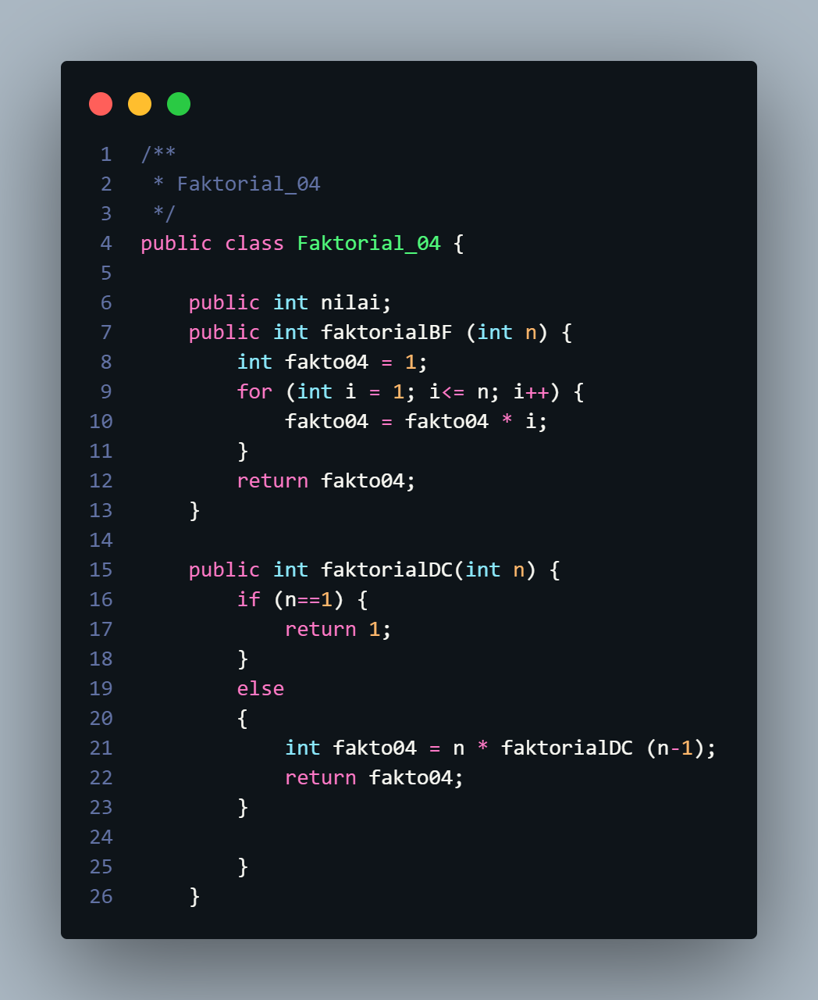 1 /**
2  * Faktorial_04
3  */
4 public class Faktorial_04 {
5
6     public int nilai;
7     public int faktorialBF (int n) {
8         int fakto04 = 1;
9         for (int i = 1; i<= n; i++) {
10             fakto04 = fakto04 * i;
11         }
12         return fakto04;
13     }
14
15     public int faktorialDC(int n) {
16         if (n==1) {
17             return 1;
18         }
19         else
20         {
21             int fakto04 = n * faktorialDC (n-1);
22             return fakto04;
23         }
24
25         }
26     }